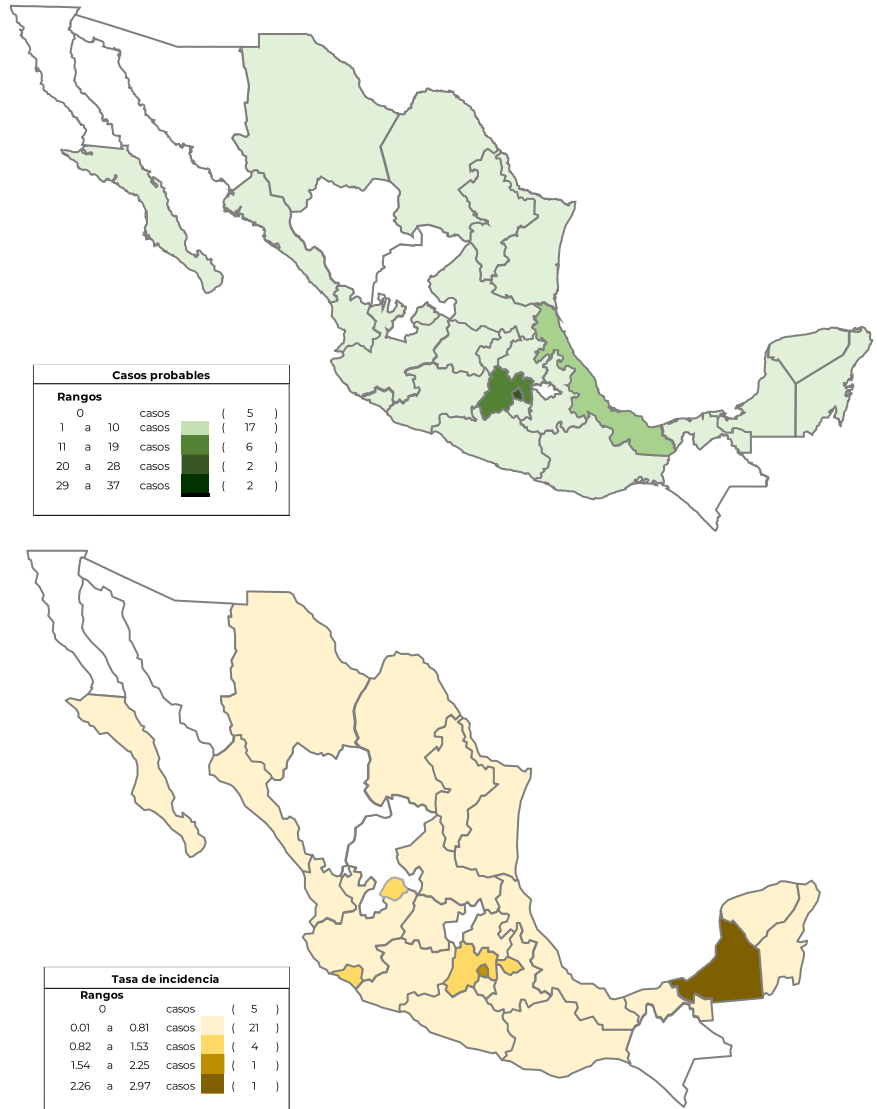 Casos probables
Rangos
0 casos ( 5 )
1 a 10 casos ( 17 )
11 a 19 casos ( 6 )
20 a 28 casos ( 2 )
29 a 37 casos ( 2 )
Tasa de incidencia
Rangos
0 casos ( 5 )
0.01 a 0.81 casos ( 21 )
0.82 a 1.53 casos ( 4 )
1.54 a 2.25 casos ( 1 )
2.26 a 2.97 casos ( 1 )